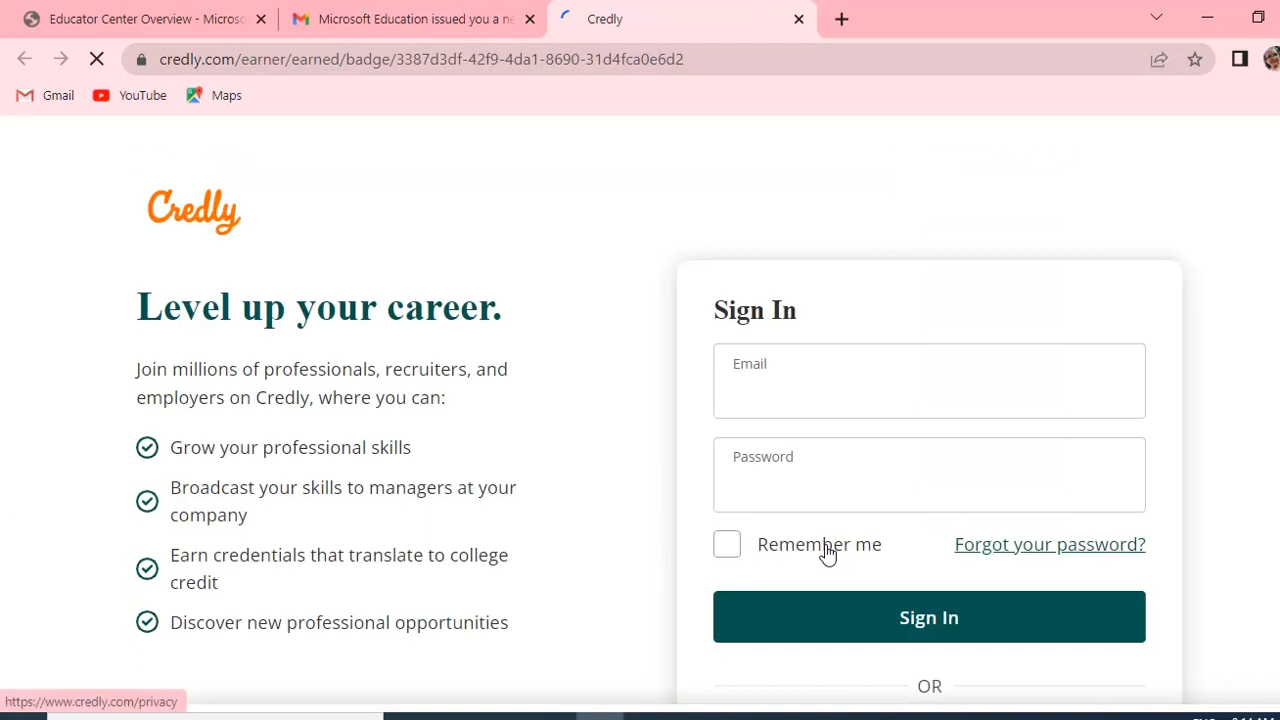 Educator Center Overview - Microso
Microsoft Education issued you a ne
Credly
credly.com/earner/earned/badge/3387d3df-42f9-4da1-8690-31d4fca0e6d2
Gmail
YouTube
Maps
Credly
Level up your career.
Join millions of professionals, recruiters, and
employers on Credly, where you can:
Grow your professional skills
Broadcast your skills to managers at your
company
Earn credentials that translate to college
credit
Discover new professional opportunities
Sign In
Email
Password
Remember me
Forgot your password?
Sign In
OR
https://www.credly.com/privacy